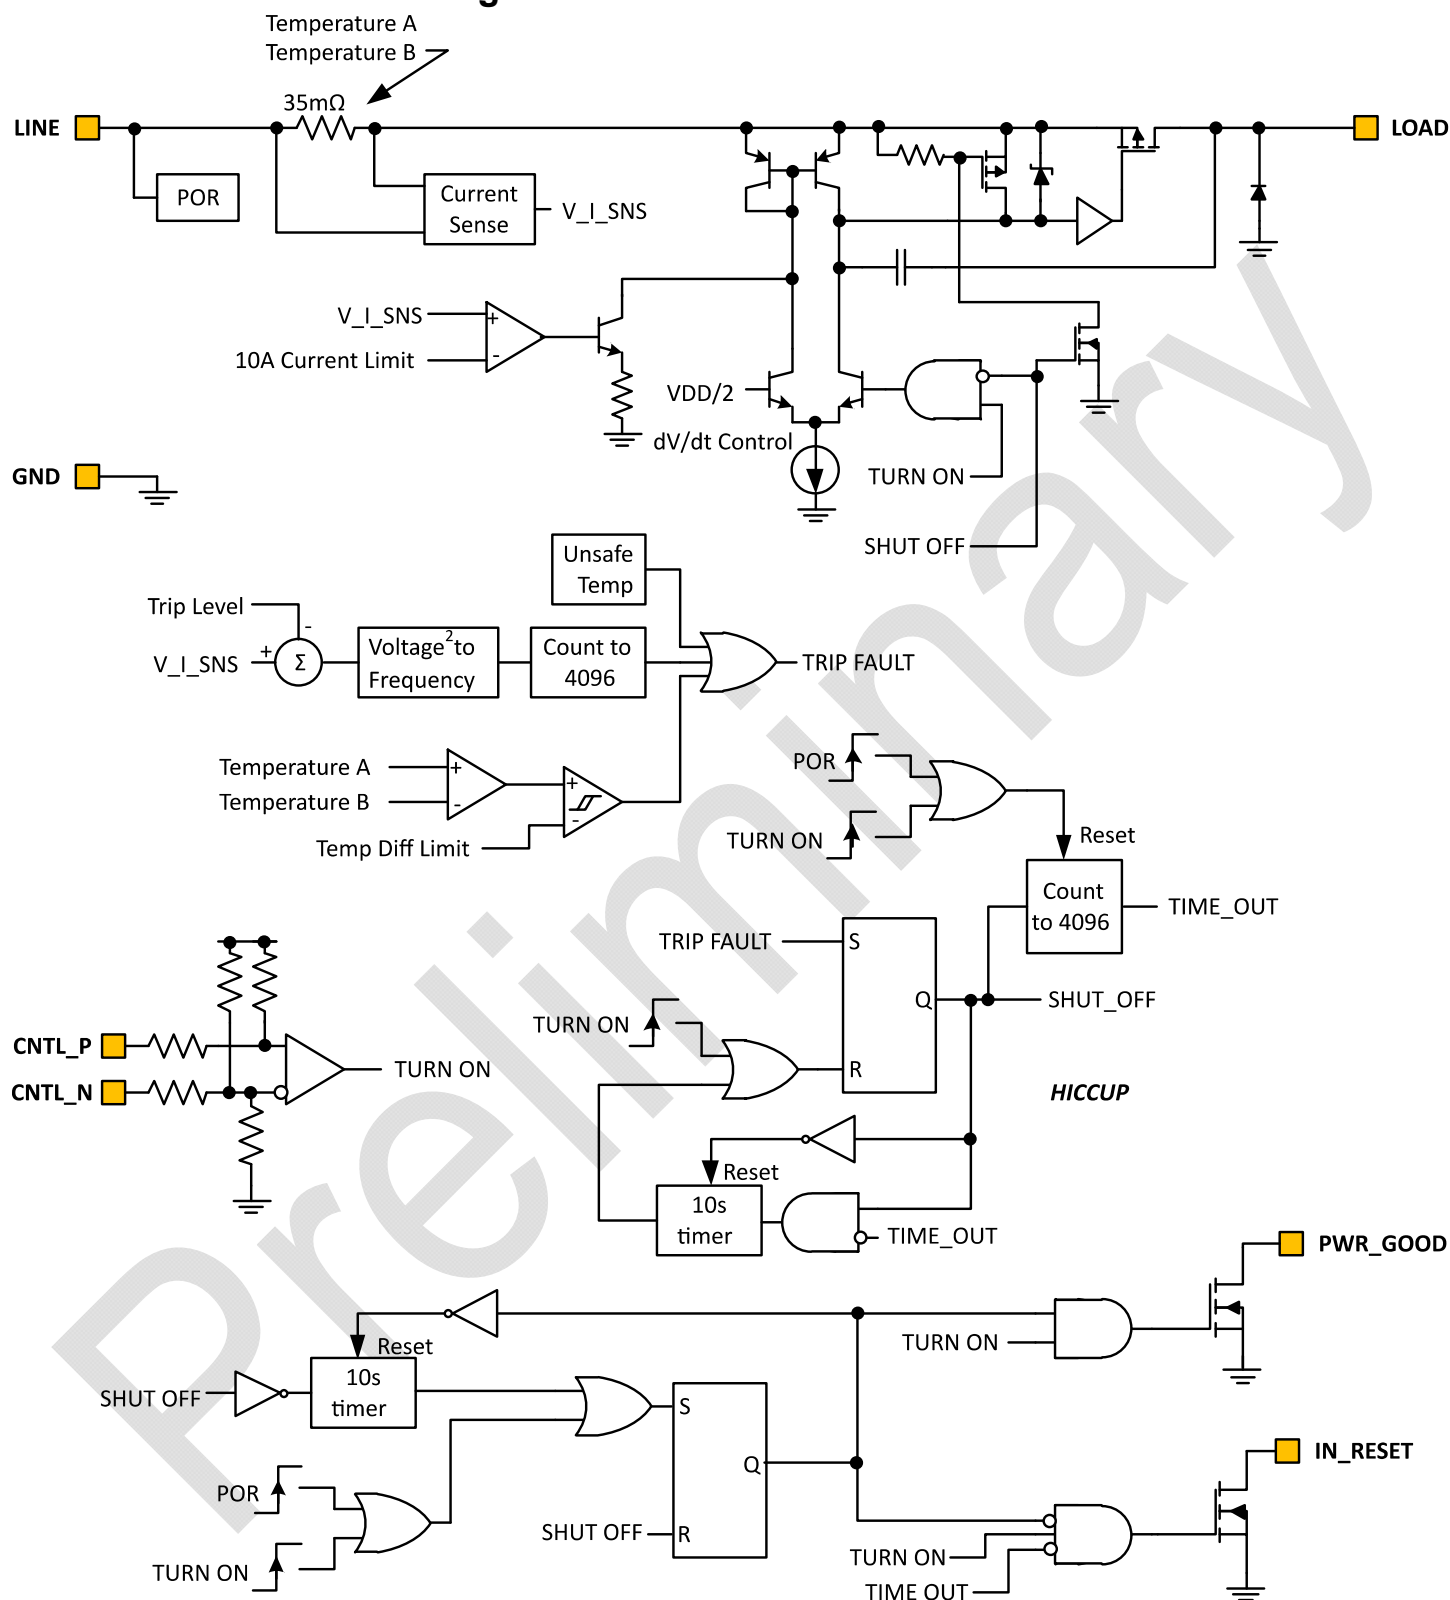 Temperature A
Temperature B
35mΩ
LINE
LOAD
POR
Current
Sense
V_I_SNS
V_I_SNS
+
10A Current Limit
-
VDD/2
dV/dt Control
TURN ON
GND
SHUT OFF
Unsafe
Temp
Trip Level
-
+
V_I_SNS
Σ
Voltage2 to
Frequency
Count to
4096
TRIP FAULT
Temperature A
+
Temperature B
-
+
-
Temp Diff Limit
POR
TURN ON
Reset
Count
to 4096
TIME_OUT
TRIP FAULT
S
Q
SHUT_OFF
TURN ON
R
CNTL_P
CNTL_N
TURN ON
HICCUP
Reset
10s
timer
TIME_OUT
PWR_GOOD
TURN ON
Reset
SHUT OFF
10s
timer
S
Q
POR
SHUT OFF
R
TURN ON
IN_RESET
TURN ON
TIME OUT
Preliminary